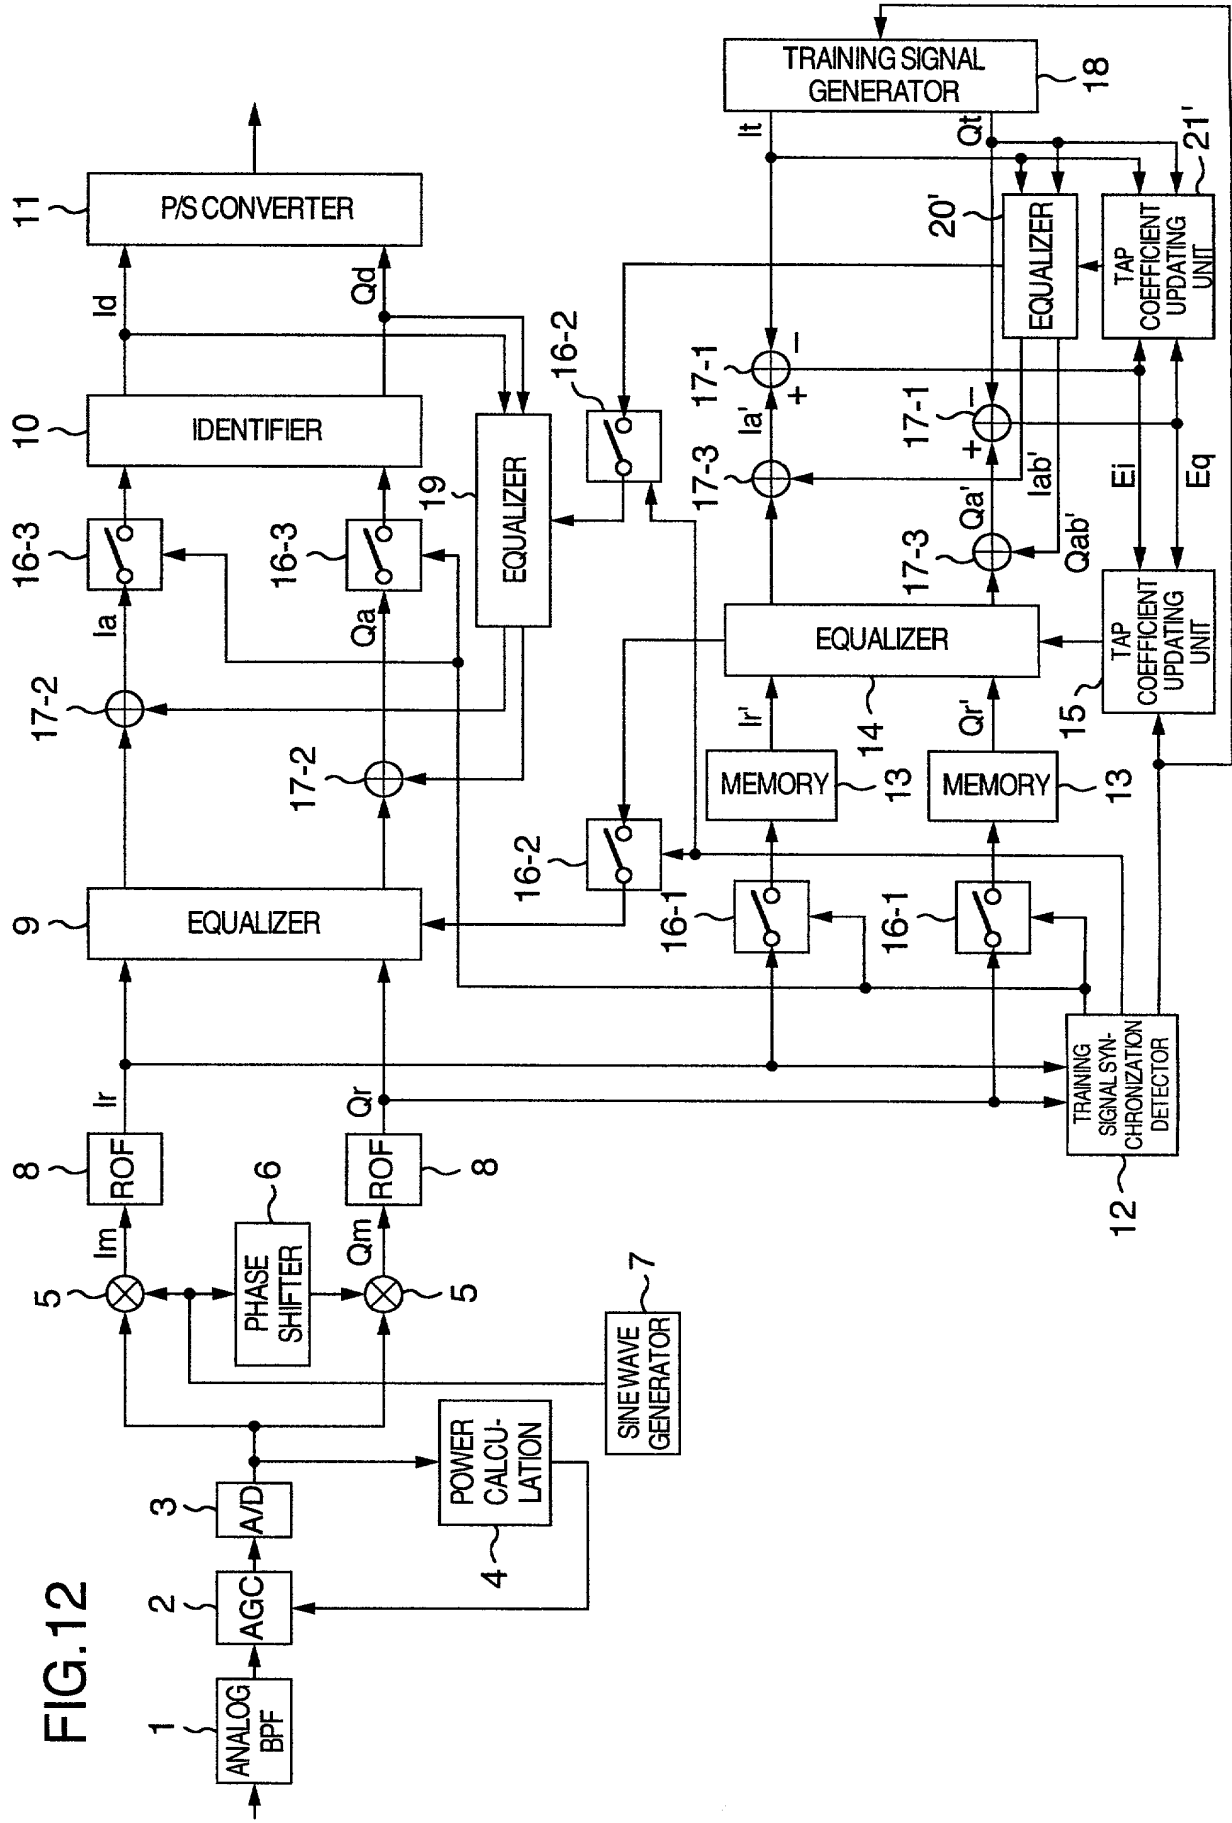 FIG.12
1
ANALOG
BPF
2
AGC
3
A/D
4
POWER
CALCU-
LATION
5
5
6
PHASE
SHIFTER
7
SINE WAVE
GENERATOR
Im
Qm
8
ROF
ROF
8
Ir
Qr
9
EQUALIZER
17-2
17-2
Ia
Qa
16-3
16-3
10
IDENTIFIER
19
EQUALIZER
Id
Qd
11
P/S CONVERTER
16-2
16-2
12
TRAINING
SIGNAL SYN-
CHRONIZATION
DETECTOR
16-1
16-1
MEMORY
13
MEMORY
13
Ir'
Qr'
14
EQUALIZER
15
TAP
COEFFICIENT
UPDATING
UNIT
17-3
17-3
Ia'
Qa'
Iab'
Qab'
17-1
17-1
+
−
+
−
Ei
Eq
20'
EQUALIZER
21'
TAP
COEFFICIENT
UPDATING
UNIT
It
Qt
TRAINING SIGNAL
GENERATOR
18